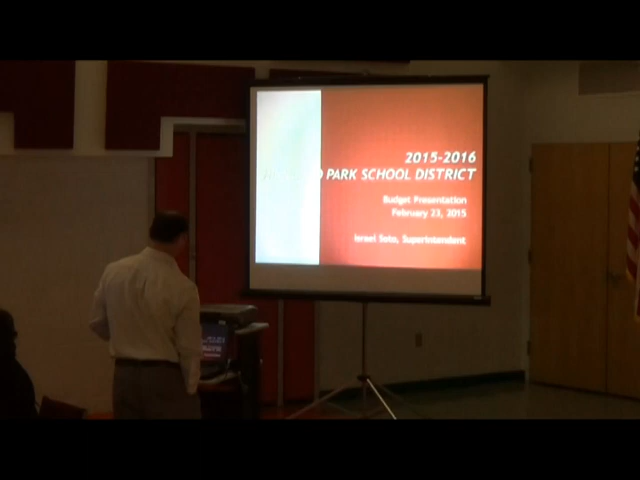 2015-2016
PARK SCHOOL DISTRICT
Budget Presentation
February 23, 2015
Israel Soto, Superintendent